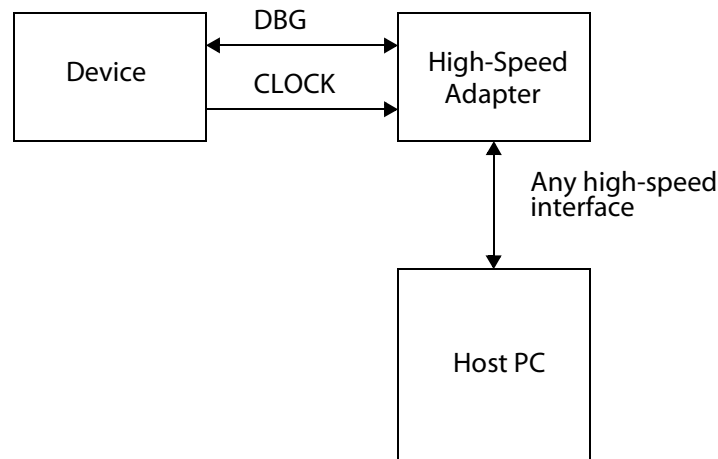 DBG
Device
CLOCK
High-Speed
Adapter
Any high-speed
interface
Host PC